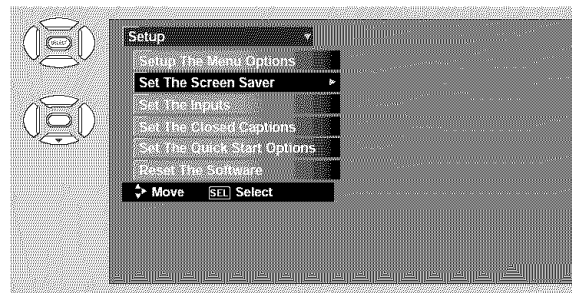 SELECT
Setup
Setup The Menu Options
Set The Screen Saver
Set The Inputs
Set The Closed Captions
Set The Quick Start Options
Reset The Software
Move SEL Select